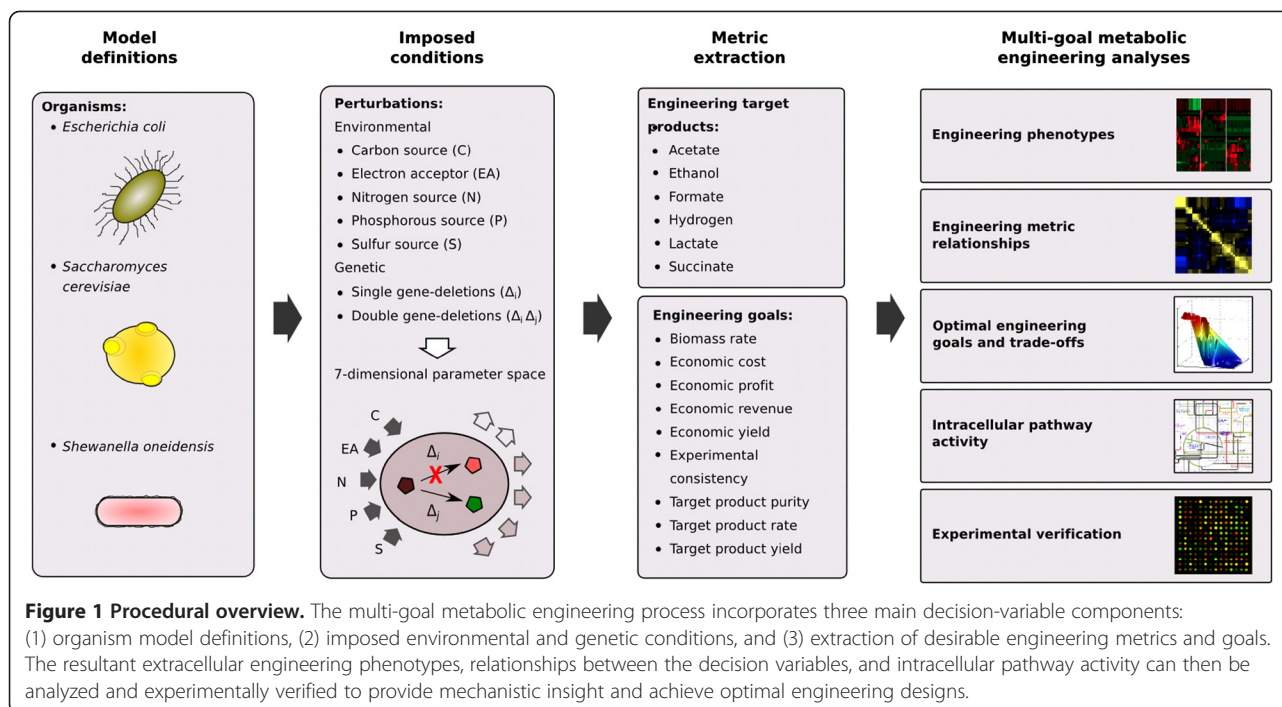 Model
definitions
Organisms:
• Escherichia coli
• Saccharomyces
cerevisiae
• Shewanella oneidensis
Imposed
conditions
Perturbations:
Environmental
• Carbon source (C)
• Electron acceptor (EA)
• Nitrogen source (N)
• Phosphorous source (P)
• Sulfur source (S)
Genetic
• Single gene-deletions (Δi)
• Double gene-deletions (Δi Δj)
7-dimensional parameter space
C
EA
N
P
S
Δi
X
Δj
Metric
extraction
Engineering target
products:
• Acetate
• Ethanol
• Formate
• Hydrogen
• Lactate
• Succinate
Engineering goals:
• Biomass rate
• Economic cost
• Economic profit
• Economic revenue
• Economic yield
• Experimental
consistency
• Target product purity
• Target product rate
• Target product yield
Multi-goal metabolic
engineering analyses
Engineering phenotypes
Engineering metric
relationships
Optimal engineering
goals and trade-offs
Intracellular pathway
activity
Experimental verification
Figure 1 Procedural overview. The multi-goal metabolic engineering process incorporates three main decision-variable components:
(1) organism model definitions, (2) imposed environmental and genetic conditions, and (3) extraction of desirable engineering metrics and goals.
The resultant extracellular engineering phenotypes, relationships between the decision variables, and intracellular pathway activity can then be
analyzed and experimentally verified to provide mechanistic insight and achieve optimal engineering designs.